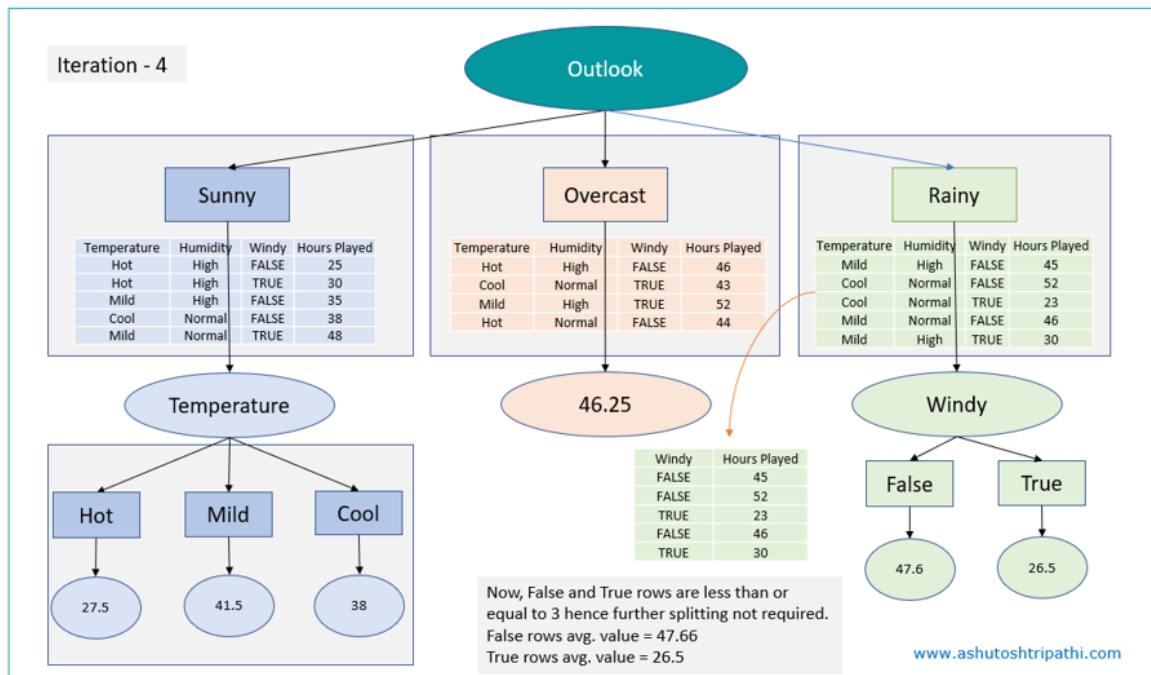 Iteration - 4
Outlook
Sunny
Temperature Humidity Windy Hours Played
Hot High FALSE 25
Hot High TRUE 30
Mild High FALSE 35
Cool Normal FALSE 38
Mild Normal TRUE 48
Overcast
Temperature Humidity Windy Hours Played
Hot High FALSE 46
Cool Normal TRUE 43
Mild High TRUE 52
Hot Normal FALSE 44
Rainy
Temperature Humidity Windy Hours Played
Mild High FALSE 45
Cool Normal FALSE 52
Cool Normal TRUE 23
Mild Normal FALSE 46
Mild High TRUE 30
Temperature
46.25
Windy
Hot
Mild
Cool
27.5
41.5
38
Windy Hours Played
FALSE 45
FALSE 52
TRUE 23
FALSE 46
TRUE 30
False
True
47.6
26.5
Now, False and True rows are less than or
equal to 3 hence further splitting not required.
False rows avg. value = 47.66
True rows avg. value = 26.5
www.ashutoshtripathi.com